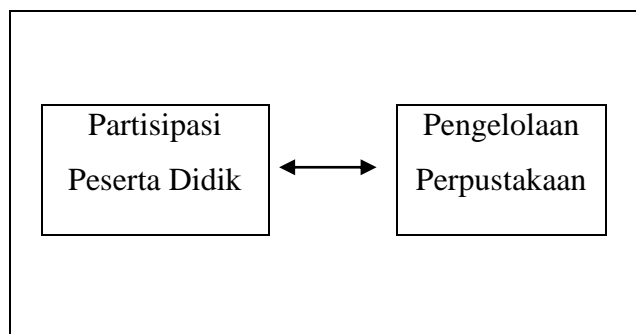 Partisipasi
Peserta Didik
Pengelolaan
Perpustakaan